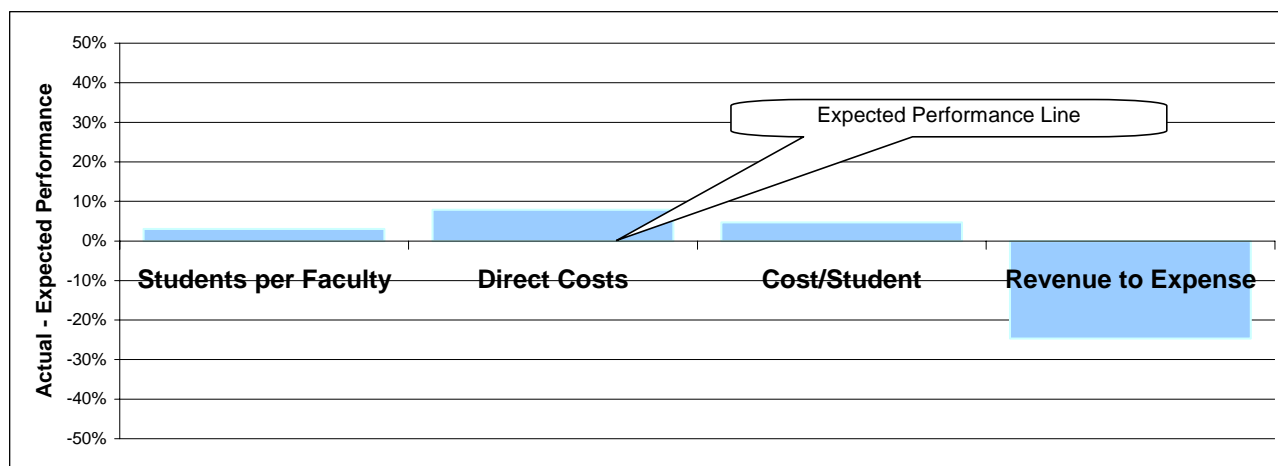 50%
40%
30%
20%
10%
0%
-10%
-20%
-30%
-40%
-50%
Actual - Expected Performance
Expected Performance Line
Students per Faculty
Direct Costs
Cost/Student
Revenue to Expense